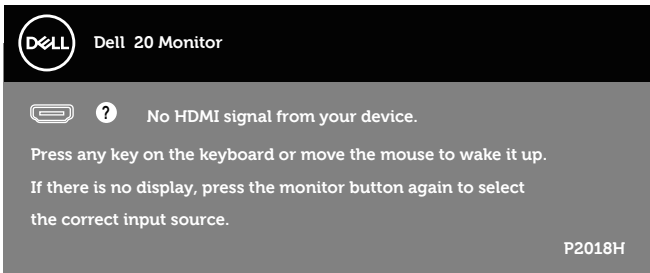 DELL
Dell 20 Monitor
? No HDMI signal from your device.
Press any key on the keyboard or move the mouse to wake it up.
If there is no display, press the monitor button again to select
the correct input source.
P2018H